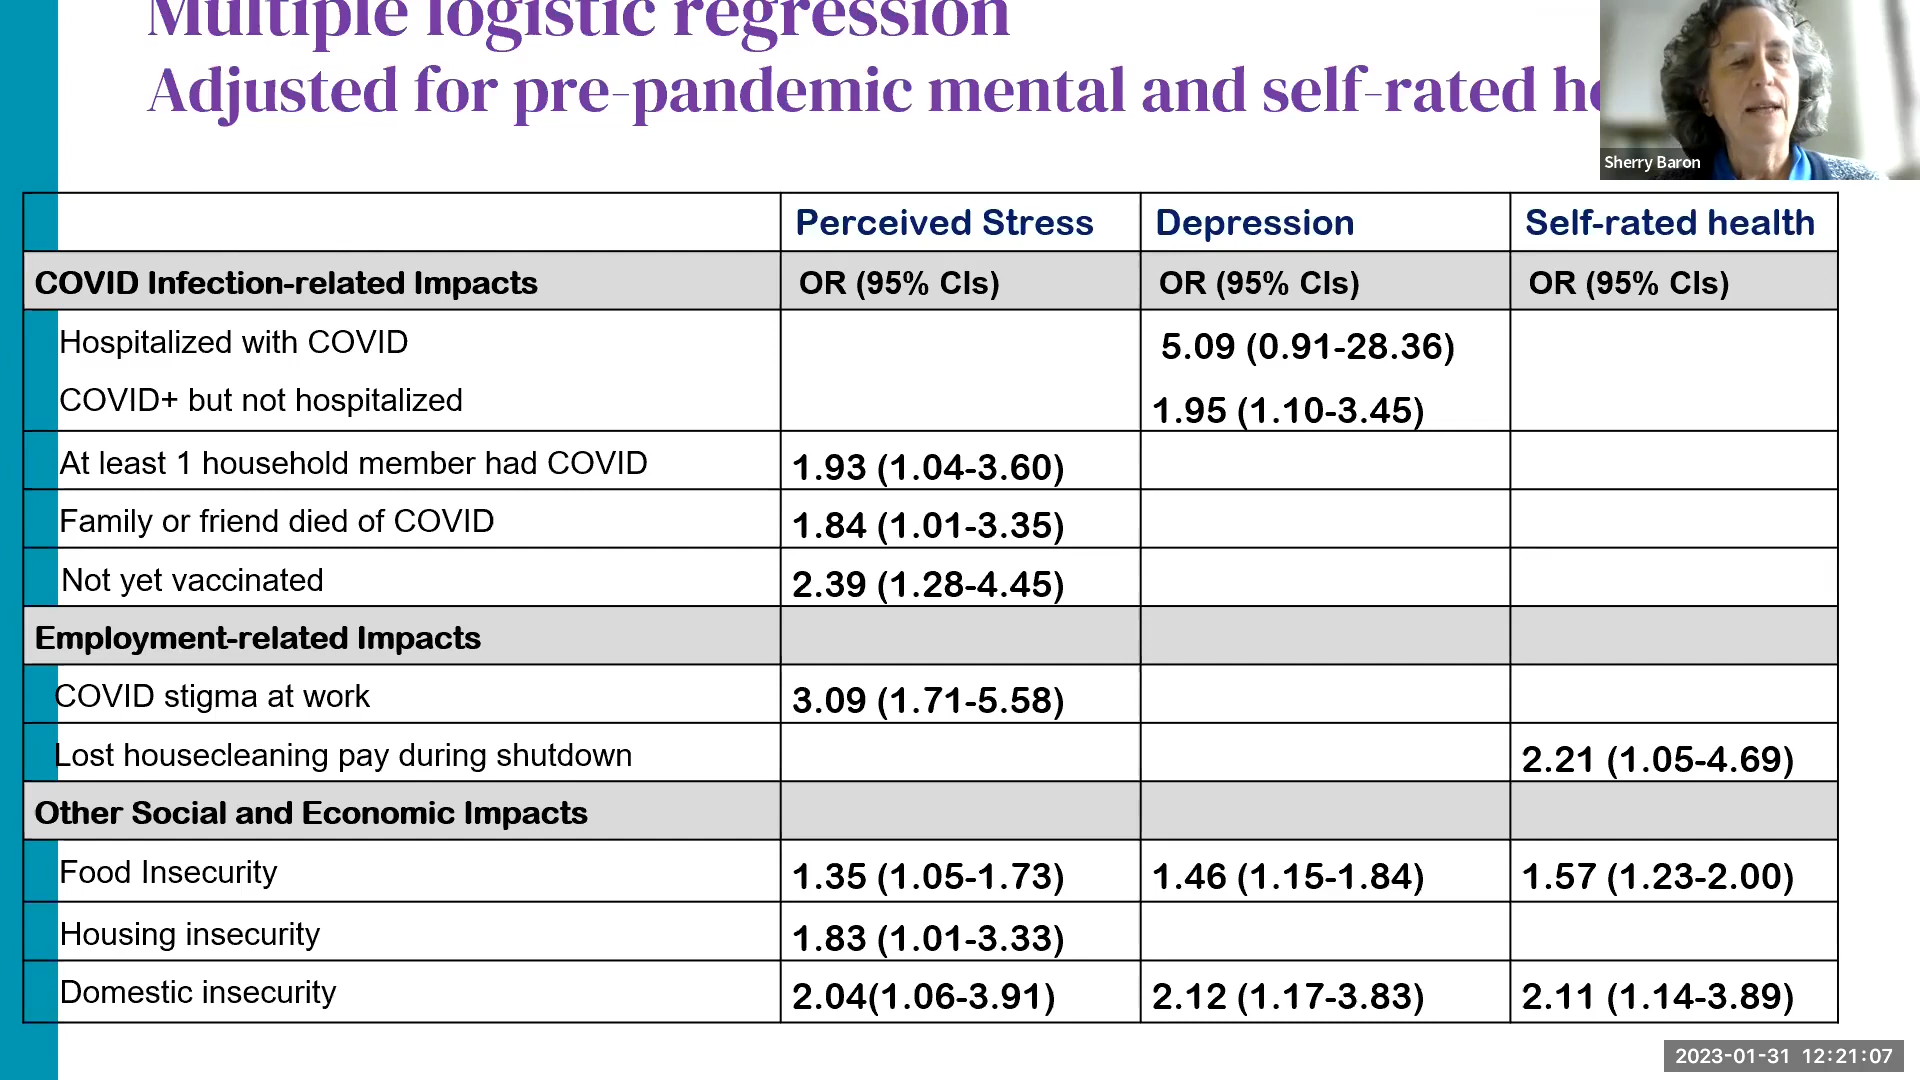 Multiple logistic regression
Adjusted for pre-pandemic mental and self-rated
Sherry Baron
Perceived Stress Depression Self-rated health
COVID Infection-related Impacts OR (95% CIs) OR (95% CIs) OR (95% CIs)
Hospitalized with COVID 5.09 (0.91-28.36)
COVID+ but not hospitalized 1.95 (1.10-3.45)
At least 1 household member had COVID 1.93 (1.04-3.60)
Family or friend died of COVID 1.84 (1.01-3.35)
Not yet vaccinated 2.39 (1.28-4.45)
Employment-related Impacts
COVID stigma at work 3.09 (1.71-5.58)
Lost housecleaning pay during shutdown 2.21 (1.05-4.69)
Other Social and Economic Impacts
Food Insecurity 1.35 (1.05-1.73) 1.46 (1.15-1.84) 1.57 (1.23-2.00)
Housing insecurity 1.83 (1.01-3.33)
Domestic insecurity 2.04(1.06-3.91) 2.12 (1.17-3.83) 2.11 (1.14-3.89)
2023-01-31 12:21:07